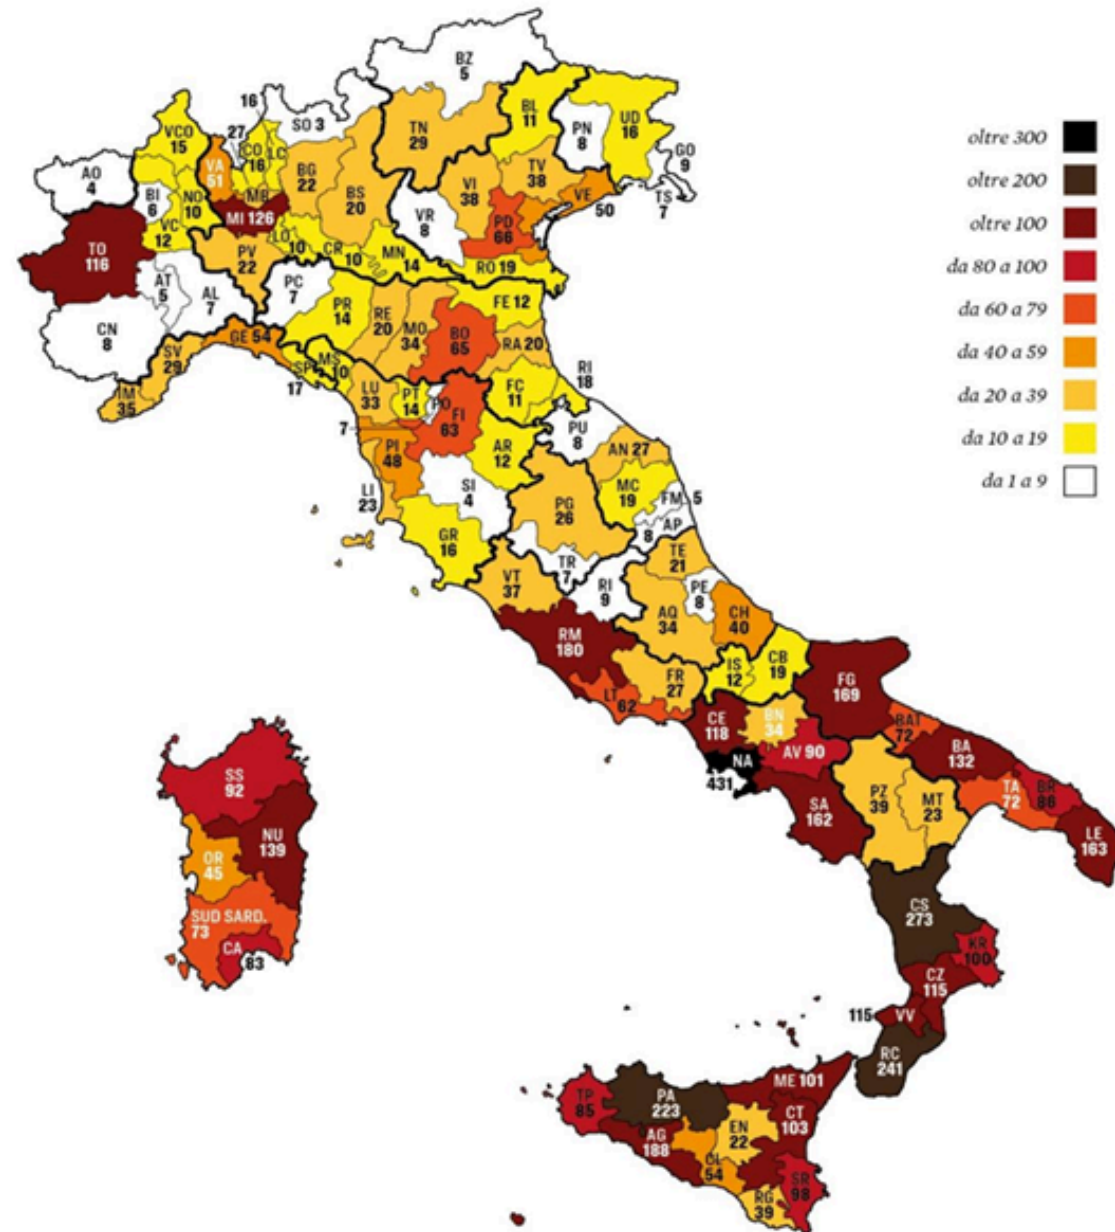 BZ
5
16
SO 3
27
VCO
15
CO
16
LC
VA
51
BG
22
BS
20
TN
29
BL
11
PN
8
UD
16
GO
9
TS
7
AO
4
BI
6
NO
10
VC
12
MB
MI 126
TO
116
PV
22
LO
10
CR
10
MN
14
VR
8
VI
38
TV
38
VE
50
PD
66
RO 19
AT
5
AL
7
CN
8
PC
7
PR
14
RE
20
MO
34
BO
65
FE 12
RA 20
FC
11
RI
18
GE 54
SV
29
IM
35
SP
17
MS
10
LU
33
PT
14
PO
7
FI
63
PI
48
AR
12
LI
23
SI
4
GR
16
PU
8
AN 27
MC
19
FM
5
AP
8
PG
26
TR
7
RI
9
VT
37
RM
180
LT
62
FR
27
TE
21
PE
8
AQ
34
CH
40
IS
12
CB
19
FG
169
CE
118
BN
34
AV 90
NA
431
SA
162
BAT
72
BA
132
TA
72
BR
86
LE
163
PZ
39
MT
23
CS
273
KR
100
CZ
115
115
VV
RC
241
SS
92
NU
139
OR
45
SUD SARD.
73
CA
83
TP
85
PA
223
ME 101
AG
188
EN
22
CT
103
CL
54
SR
98
RG
39
oltre 300
oltre 200
oltre 100
da 80 a 100
da 60 a 79
da 40 a 59
da 20 a 39
da 10 a 19
da 1 a 9